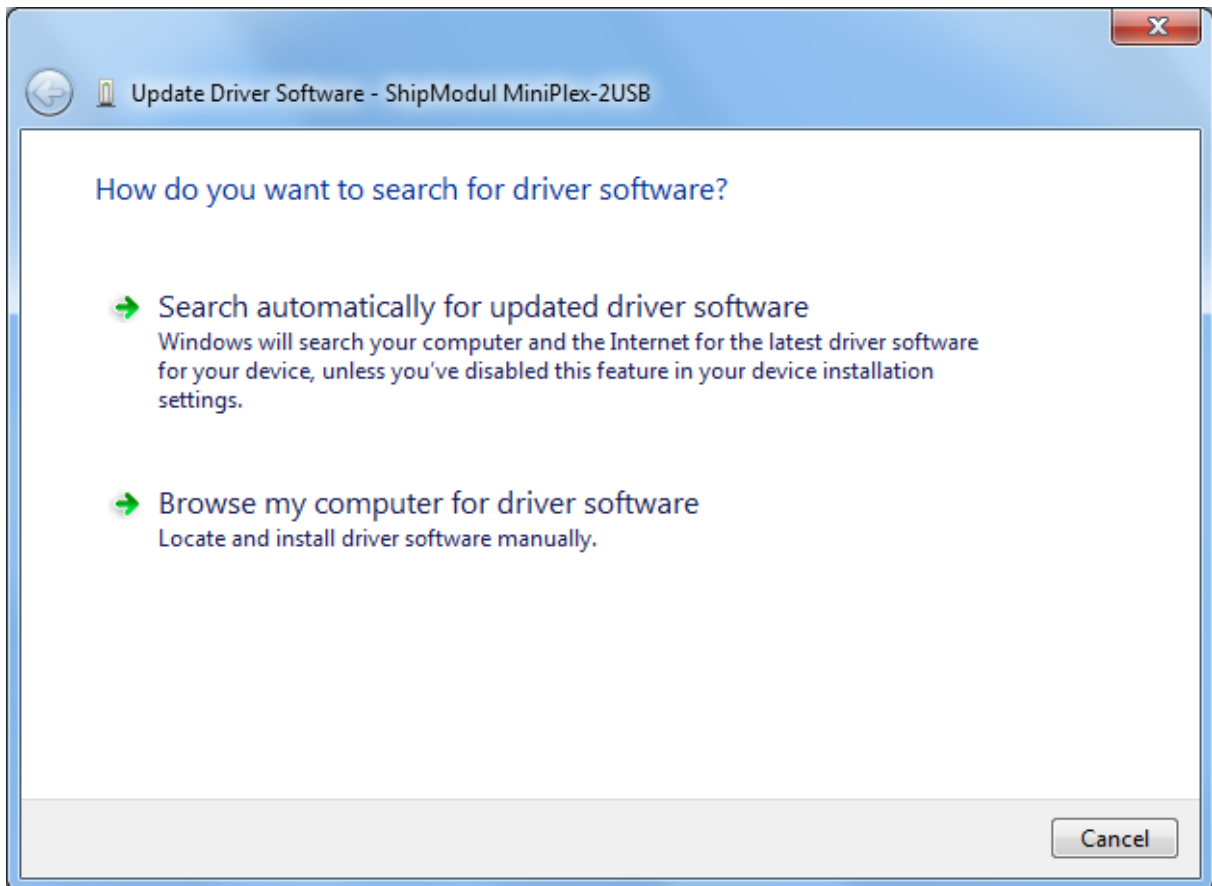 Update Driver Software - ShipModul MiniPlex-2USB
How do you want to search for driver software?
Search automatically for updated driver software
Windows will search your computer and the Internet for the latest driver software
for your device, unless you've disabled this feature in your device installation
settings.
Browse my computer for driver software
Locate and install driver software manually.
Cancel